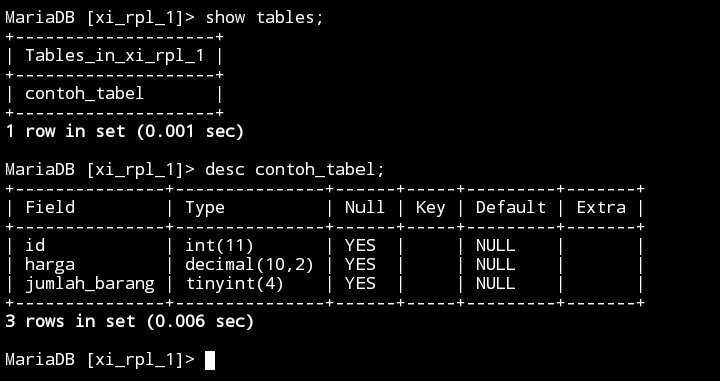 MariaDB [xi_rpl_1]> show tables;
+--------------------+
| Tables_in_xi_rpl_1 |
+--------------------+
| contoh_tabel       |
+--------------------+
1 row in set (0.001 sec)

MariaDB [xi_rpl_1]> desc contoh_tabel;
+---------------+---------------+------+-----+---------+-------+
| Field         | Type          | Null | Key | Default | Extra |
+---------------+---------------+------+-----+---------+-------+
| id            | int(11)       | YES  |     | NULL    |       |
| harga         | decimal(10,2) | YES  |     | NULL    |       |
| jumlah_barang | tinyint(4)    | YES  |     | NULL    |       |
+---------------+---------------+------+-----+---------+-------+
3 rows in set (0.006 sec)

MariaDB [xi_rpl_1]>